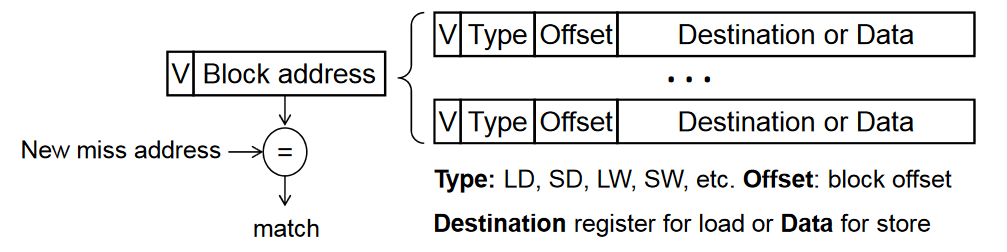 V Type Offset Destination or Data
V Block address
...
V Type Offset Destination or Data
New miss address
=
match
Type: LD, SD, LW, SW, etc. Offset: block offset
Destination register for load or Data for store